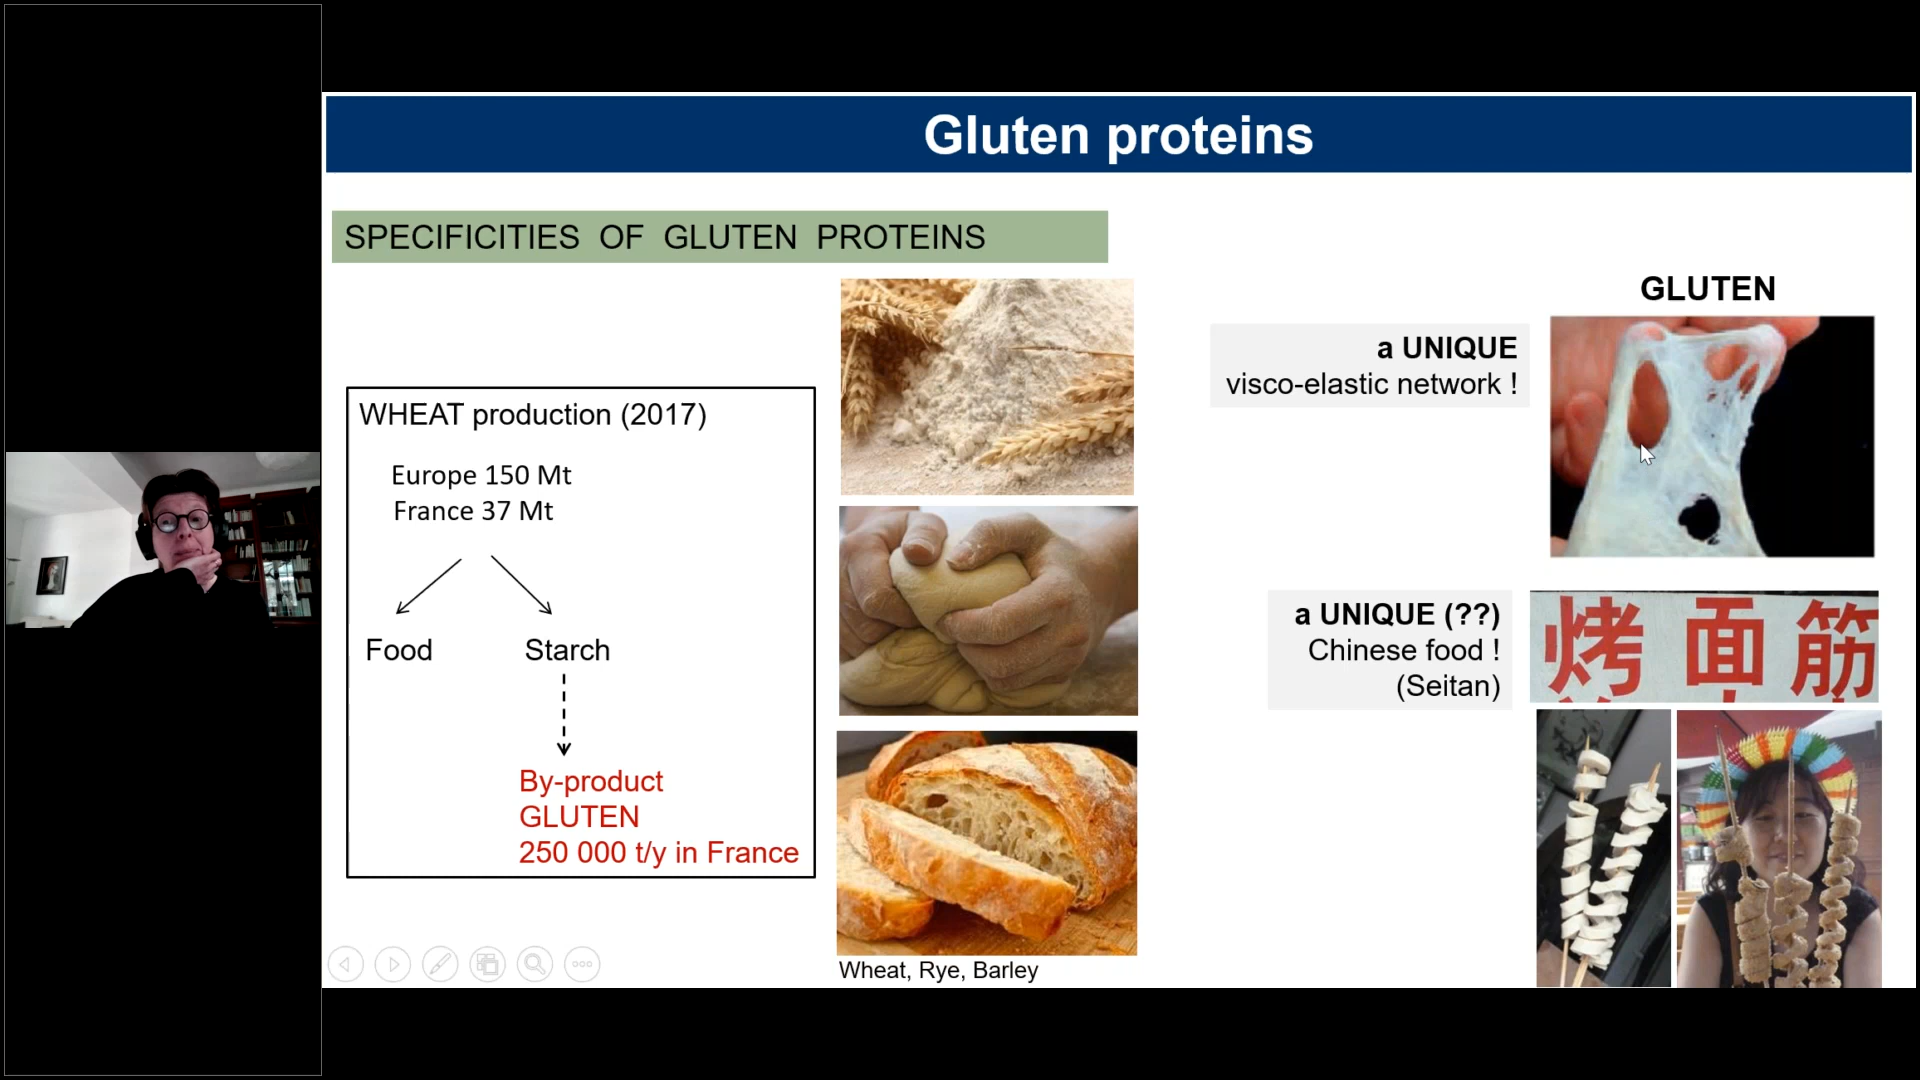 Gluten proteins
SPECIFICITIES OF GLUTEN PROTEINS
WHEAT production (2017)
Europe 150 Mt
France 37 Mt
Food
Starch
By-product
GLUTEN
250 000 t/y in France
Wheat, Rye, Barley
GLUTEN
a UNIQUE
visco-elastic network !
a UNIQUE (??)
Chinese food !
(Seitan)
烤面筋